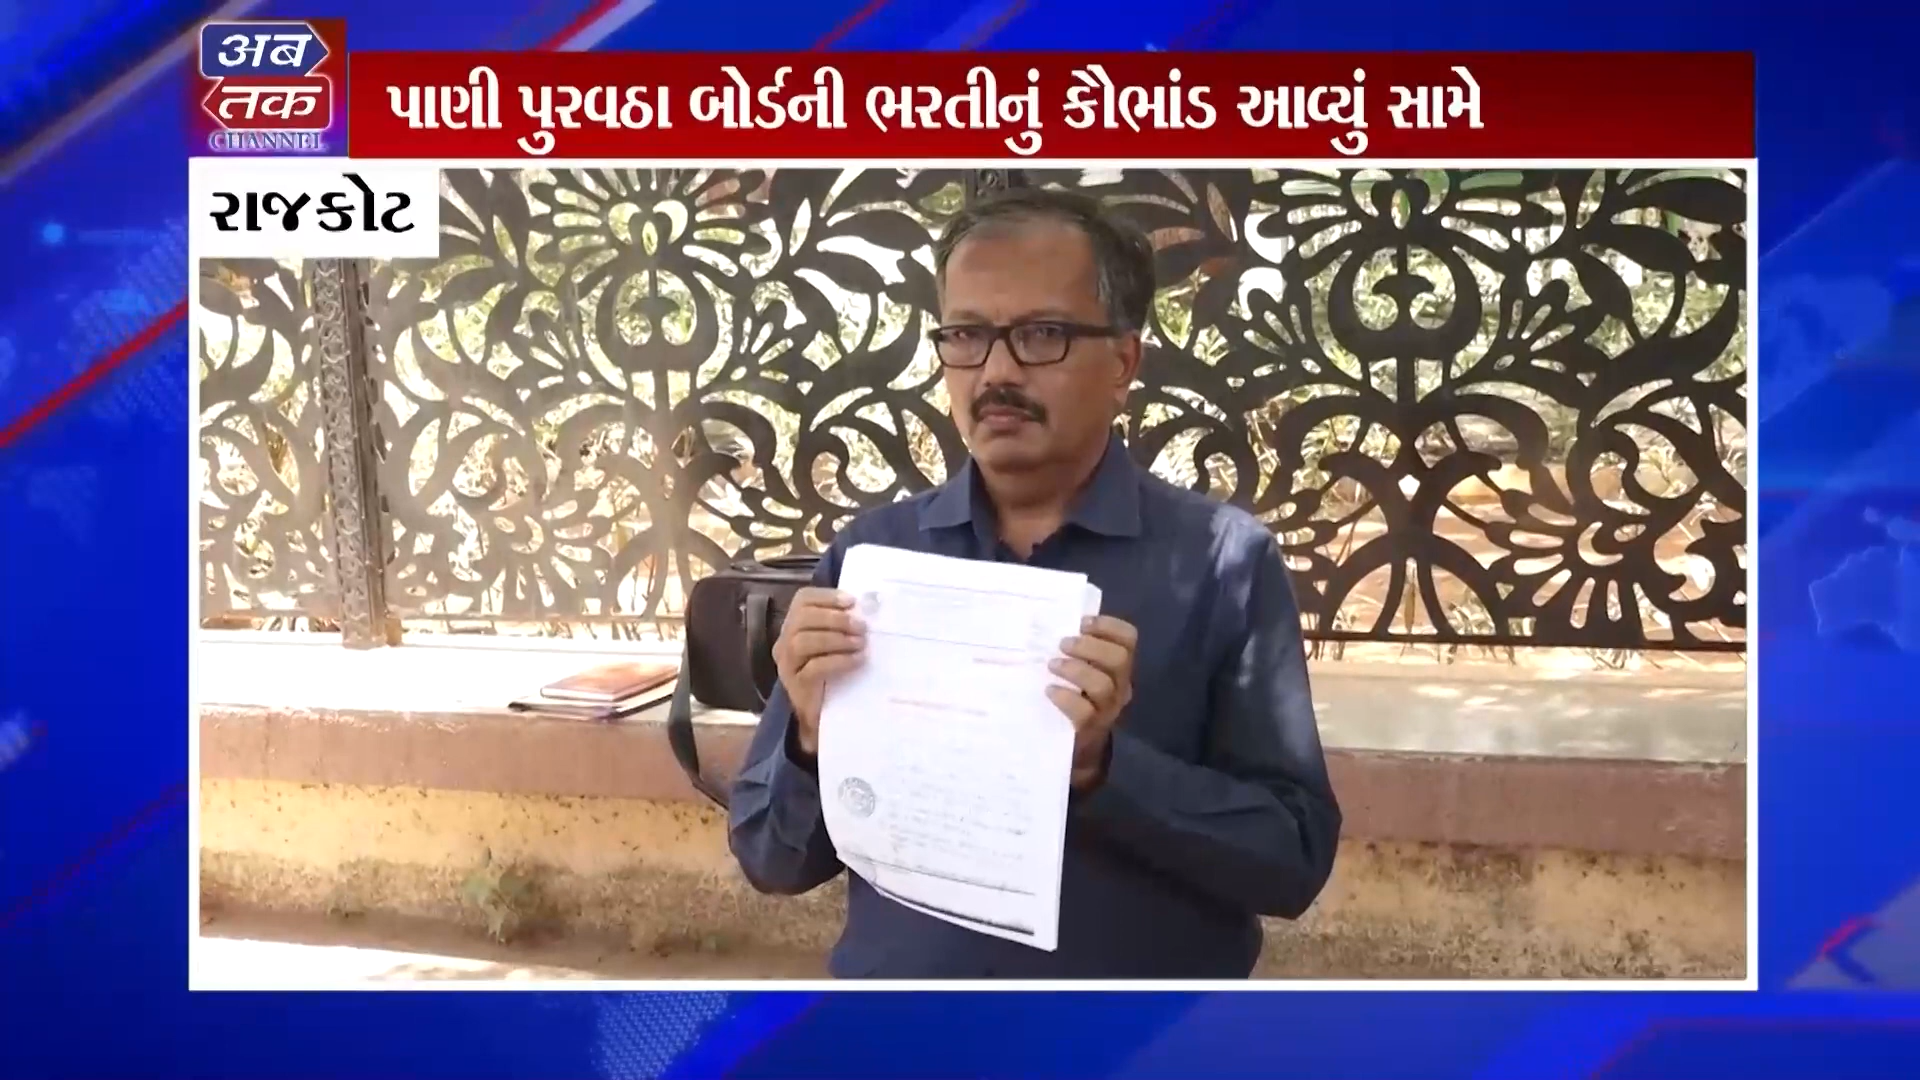 अब
तक
CHANNEL
પાણી પુરવઠા બોર્ડની ભરતીનું કૌભાંડ આવ્યું સામે
રાજકોટ